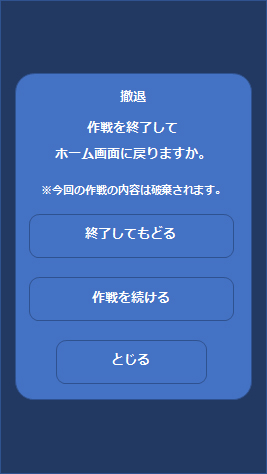 撤退
作戦を終了して
ホーム画面に戻りますか。
※今回の作戦の内容は破棄されます。
終了してもどる
作戦を続ける
とじる